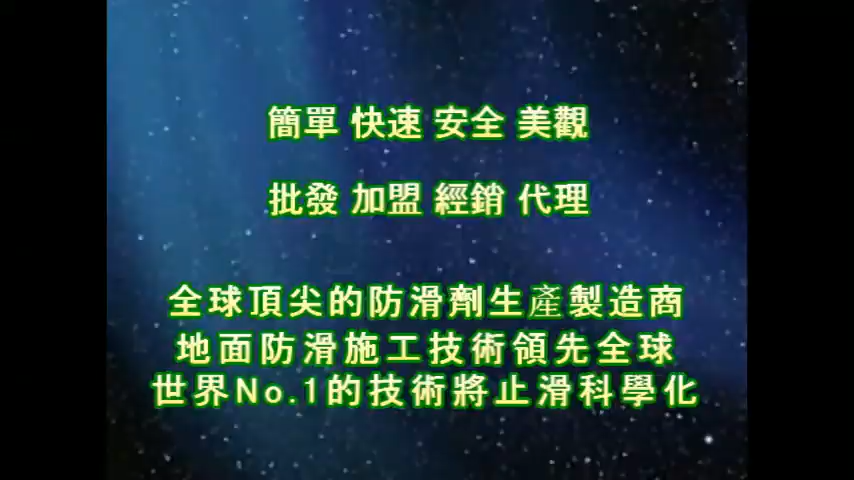 簡單 快速 安全 美觀
批發 加盟 經銷 代理
全球頂尖的防滑劑生產製造商
地面防滑施工技術領先全球
世界No.1的技術將止滑科學化